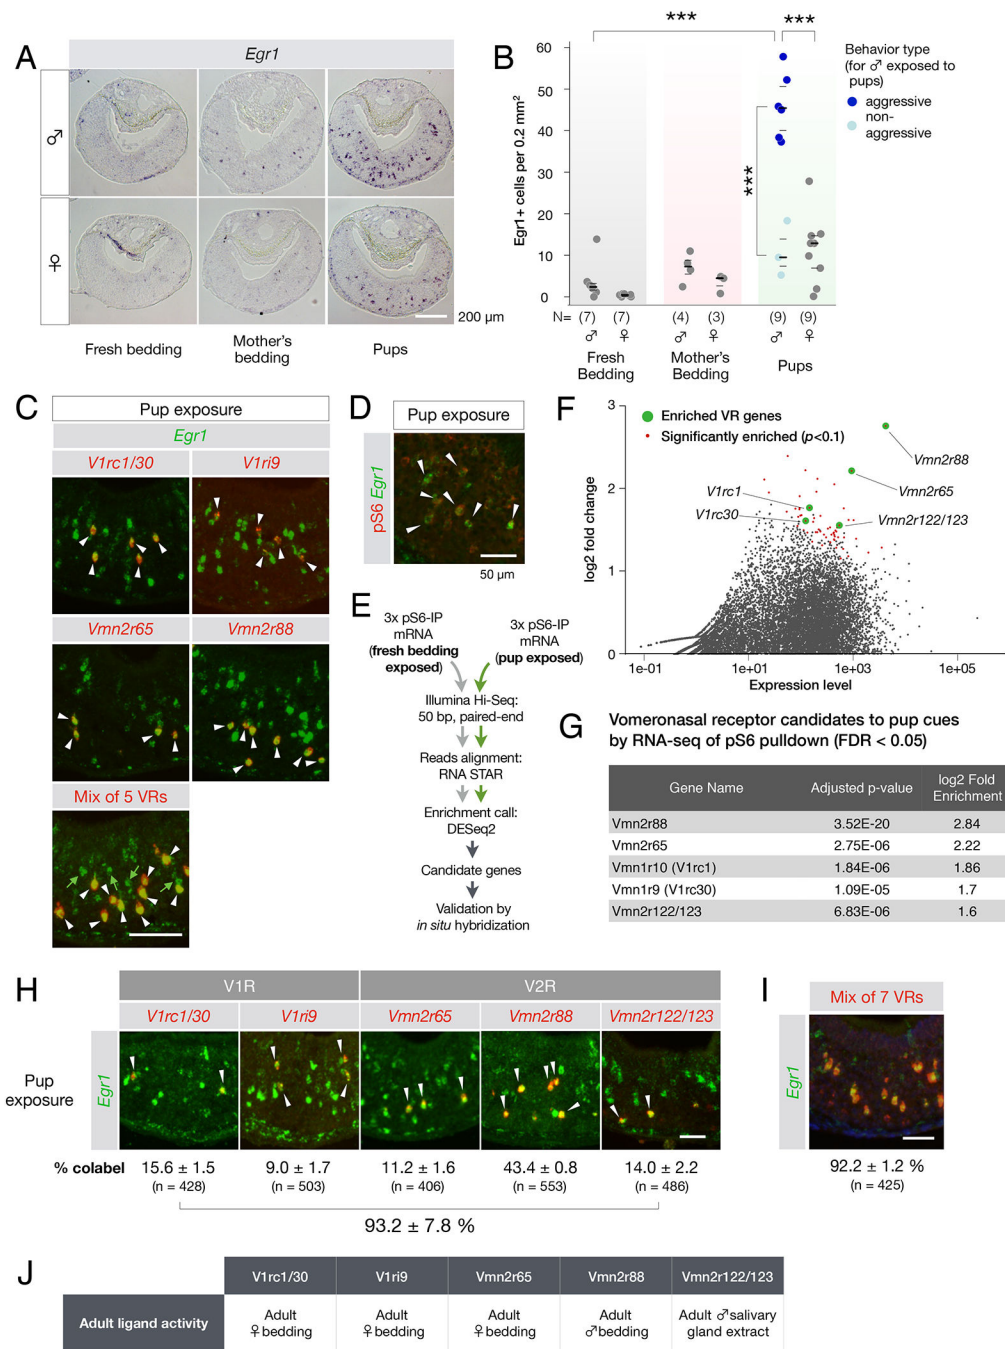 A
Egr1
♂
♀
200 µm
Fresh bedding
Mother's
bedding
Pups
B
***
***
***
Egr1+ cells per 0.2 mm²
60
50
40
30
20
10
0
Behavior type
(for ♂ exposed to
pups)
aggressive
non-
aggressive
N= (7) (7) (4) (3) (9) (9)
♂ ♀ ♂ ♀ ♂ ♀
Fresh
Bedding
Mother's
Bedding
Pups
C
Pup exposure
Egr1
V1rc1/30
V1ri9
Vmn2r65
Vmn2r88
Mix of 5 VRs
D
Pup exposure
pS6 Egr1
50 µm
E
3x pS6-IP
mRNA
(fresh bedding
exposed)
3x pS6-IP
mRNA
(pup exposed)
Illumina Hi-Seq:
50 bp, paired-end
Reads alignment:
RNA STAR
Enrichment call:
DESeq2
Candidate genes
Validation by
in situ hybridization
F
log2 fold change
3
2
1
0
Enriched VR genes
Significantly enriched (p<0.1)
Vmn2r88
Vmn2r65
V1rc1
V1rc30
Vmn2r122/123
1e-01 1e+01 1e+03 1e+05
Expression level
G
Vomeronasal receptor candidates to pup cues
by RNA-seq of pS6 pulldown (FDR < 0.05)
Gene Name Adjusted p-value log2 Fold
Enrichment
Vmn2r88 3.52E-20 2.84
Vmn2r65 2.75E-06 2.22
Vmn1r10 (V1rc1) 1.84E-06 1.86
Vmn1r9 (V1rc30) 1.09E-05 1.7
Vmn2r122/123 6.83E-06 1.6
H
V1R V2R
V1rc1/30 V1ri9 Vmn2r65 Vmn2r88 Vmn2r122/123
Pup
exposure
Egr1
% colabel 15.6 ± 1.5 9.0 ± 1.7 11.2 ± 1.6 43.4 ± 0.8 14.0 ± 2.2
(n = 428) (n = 503) (n = 406) (n = 553) (n = 486)
93.2 ± 7.8 %
I
Mix of 7 VRs
Egr1
92.2 ± 1.2 %
(n = 425)
J
V1rc1/30 V1ri9 Vmn2r65 Vmn2r88 Vmn2r122/123
Adult ligand activity
Adult
♀bedding
Adult
♀bedding
Adult
♀bedding
Adult
♂bedding
Adult ♂salivary
gland extract